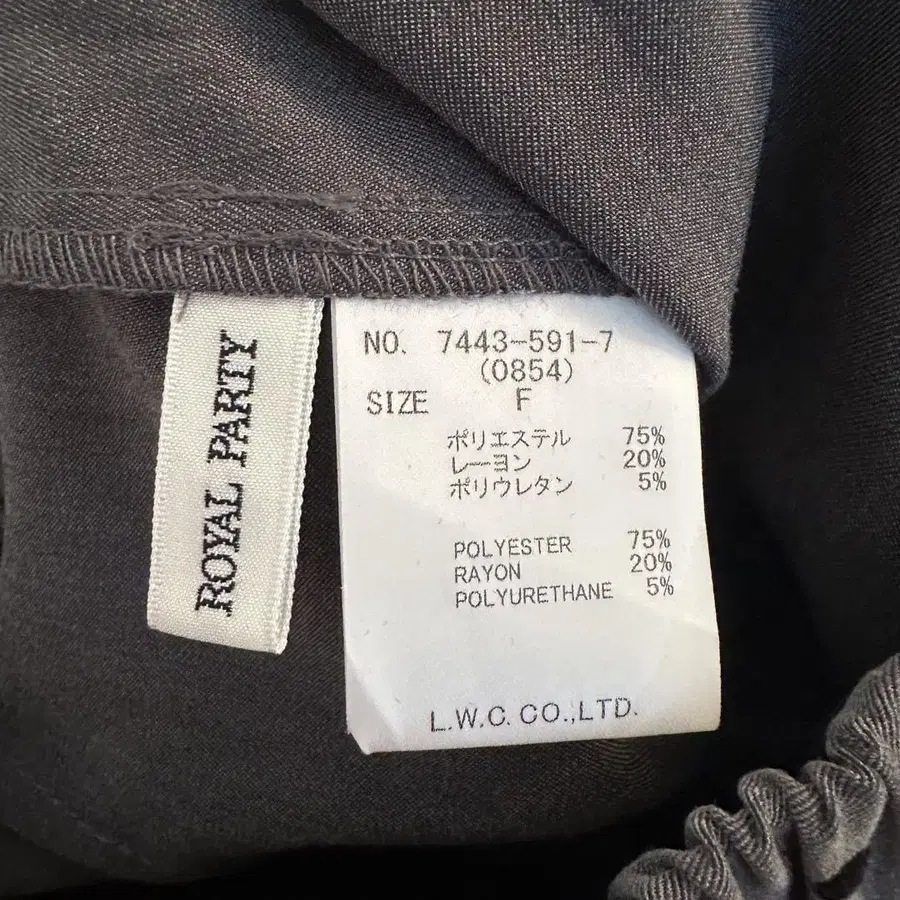 ROYAL PARTY
NO. 7443-591-7
(0854)
SIZE F
ポリエステル 75%
レーヨン 20%
ポリウレタン 5%
POLYESTER 75%
RAYON 20%
POLYURETHANE 5%
L.W.C. CO.,LTD.